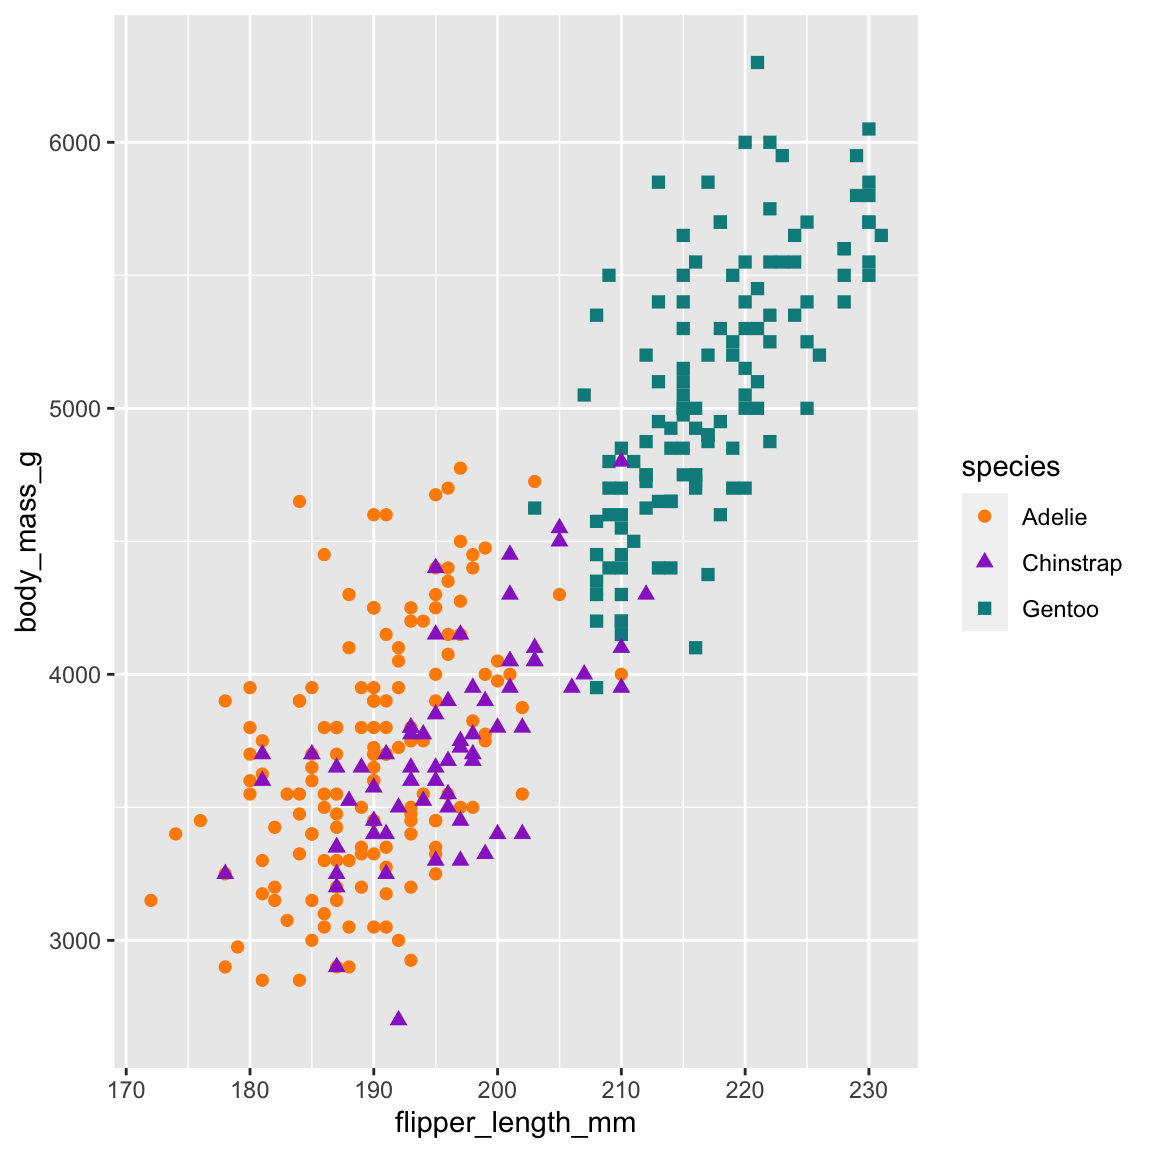 6000
5000
4000
3000
body_mass_g
170 180 190 200 210 220 230
flipper_length_mm
species
Adelie
Chinstrap
Gentoo